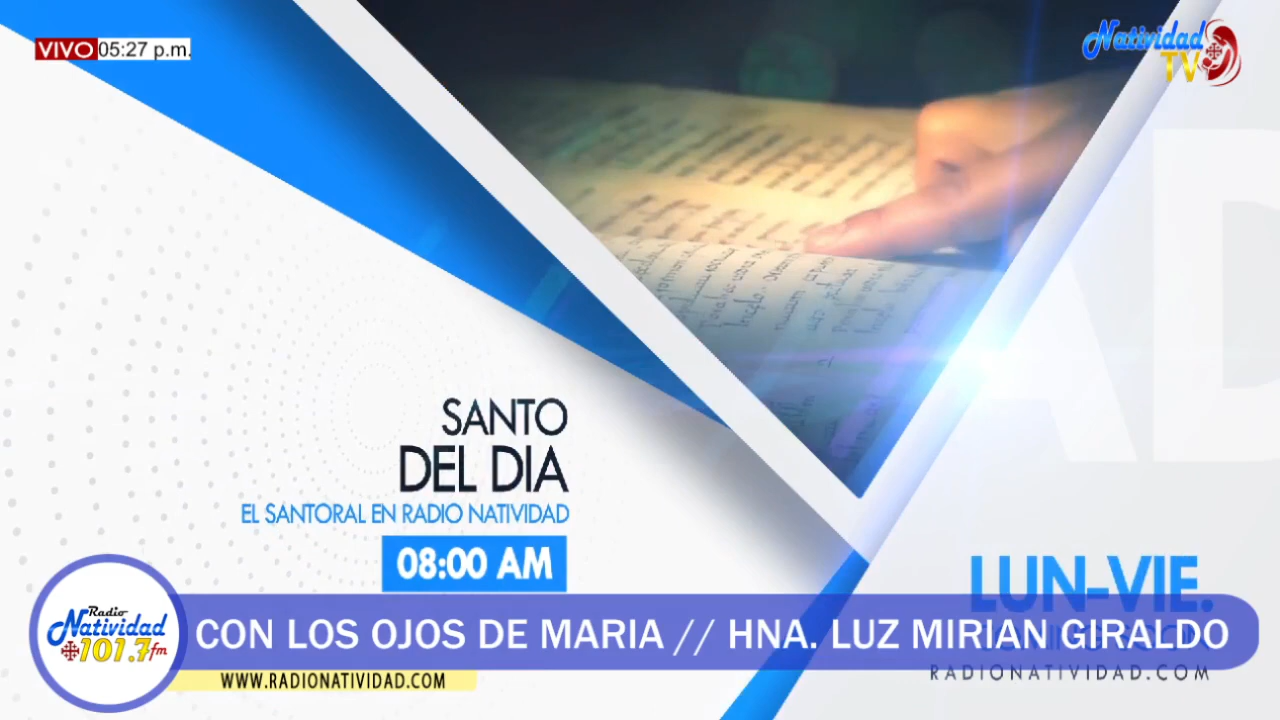 VIVO 05:27 p.m.
Natividad
TV
SANTO
DEL DIA
EL SANTORAL EN RADIO NATIVIDAD
08:00 AM
LUN-VIE.
Radio
Natividad
101.7fm
CON LOS OJOS DE MARIA // HNA. LUZ MIRIAN GIRALDO
RADIONATIVIDAD.COM
WWW.RADIONATIVIDAD.COM